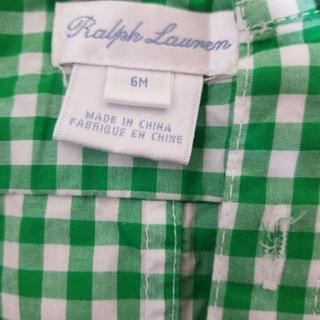 Ralph Lauren
6M
MADE IN CHINA
FABRIQUE EN CHINE